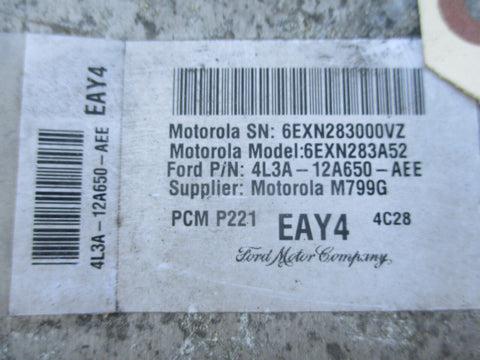 4L3A-12A650-AEE EAY4
Motorola SN: 6EXN283000VZ
Motorola Model:6EXN283A52
Ford P/N: 4L3A-12A650-AEE
Supplier: Motorola M799G
PCM P221 EAY4 4C28
Ford Motor Company